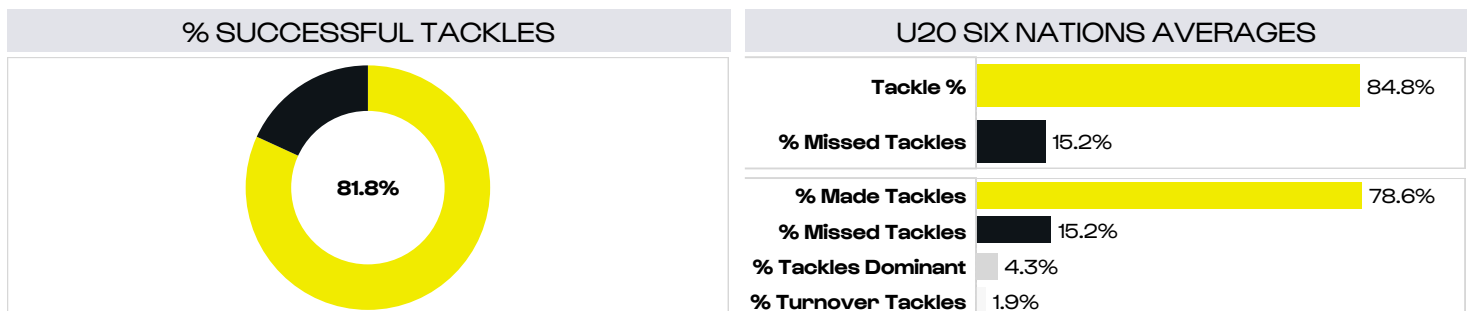 % SUCCESSFUL TACKLES
81.8%
U20 SIX NATIONS AVERAGES
Tackle % 84.8%
% Missed Tackles 15.2%
% Made Tackles 78.6%
% Missed Tackles 15.2%
% Tackles Dominant 4.3%
% Turnover Tackles 1.9%